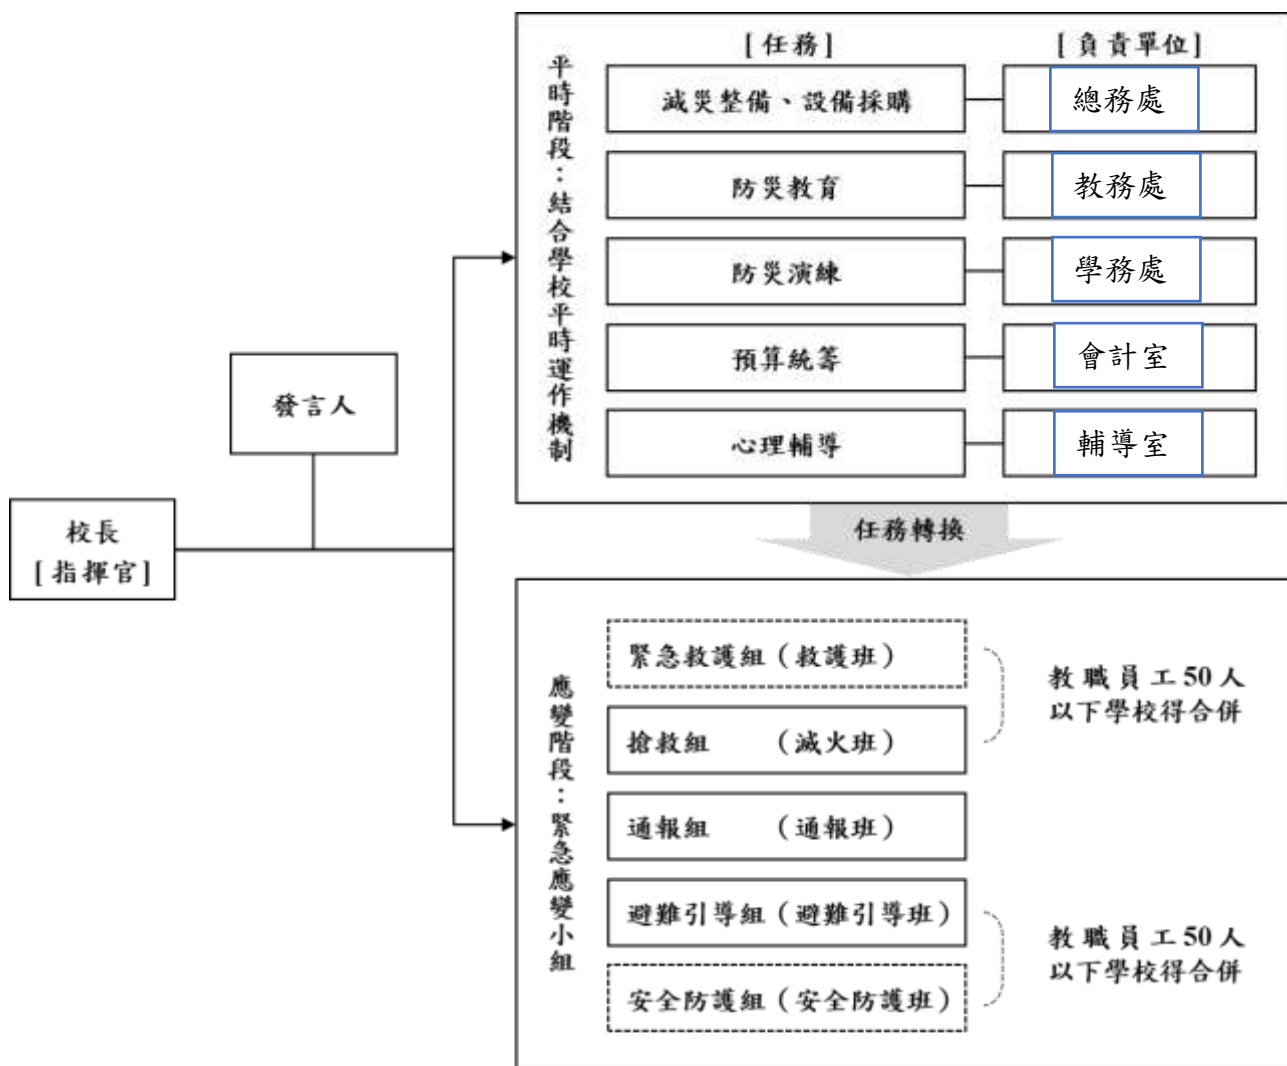 [任務]
[負責單位]
平時階段：結合學校平時運作機制
減災整備、設備採購
總務處
防災教育
教務處
防災演練
學務處
預算統籌
會計室
心理輔導
輔導室
發言人
校長
[指揮官]
任務轉換
應變階段：緊急應變小組
緊急救護組（救護班）
搶救組　　（滅火班）
教職員工50人
以下學校得合併
通報組　　（通報班）
避難引導組（避難引導班）
安全防護組（安全防護班）
教職員工50人
以下學校得合併